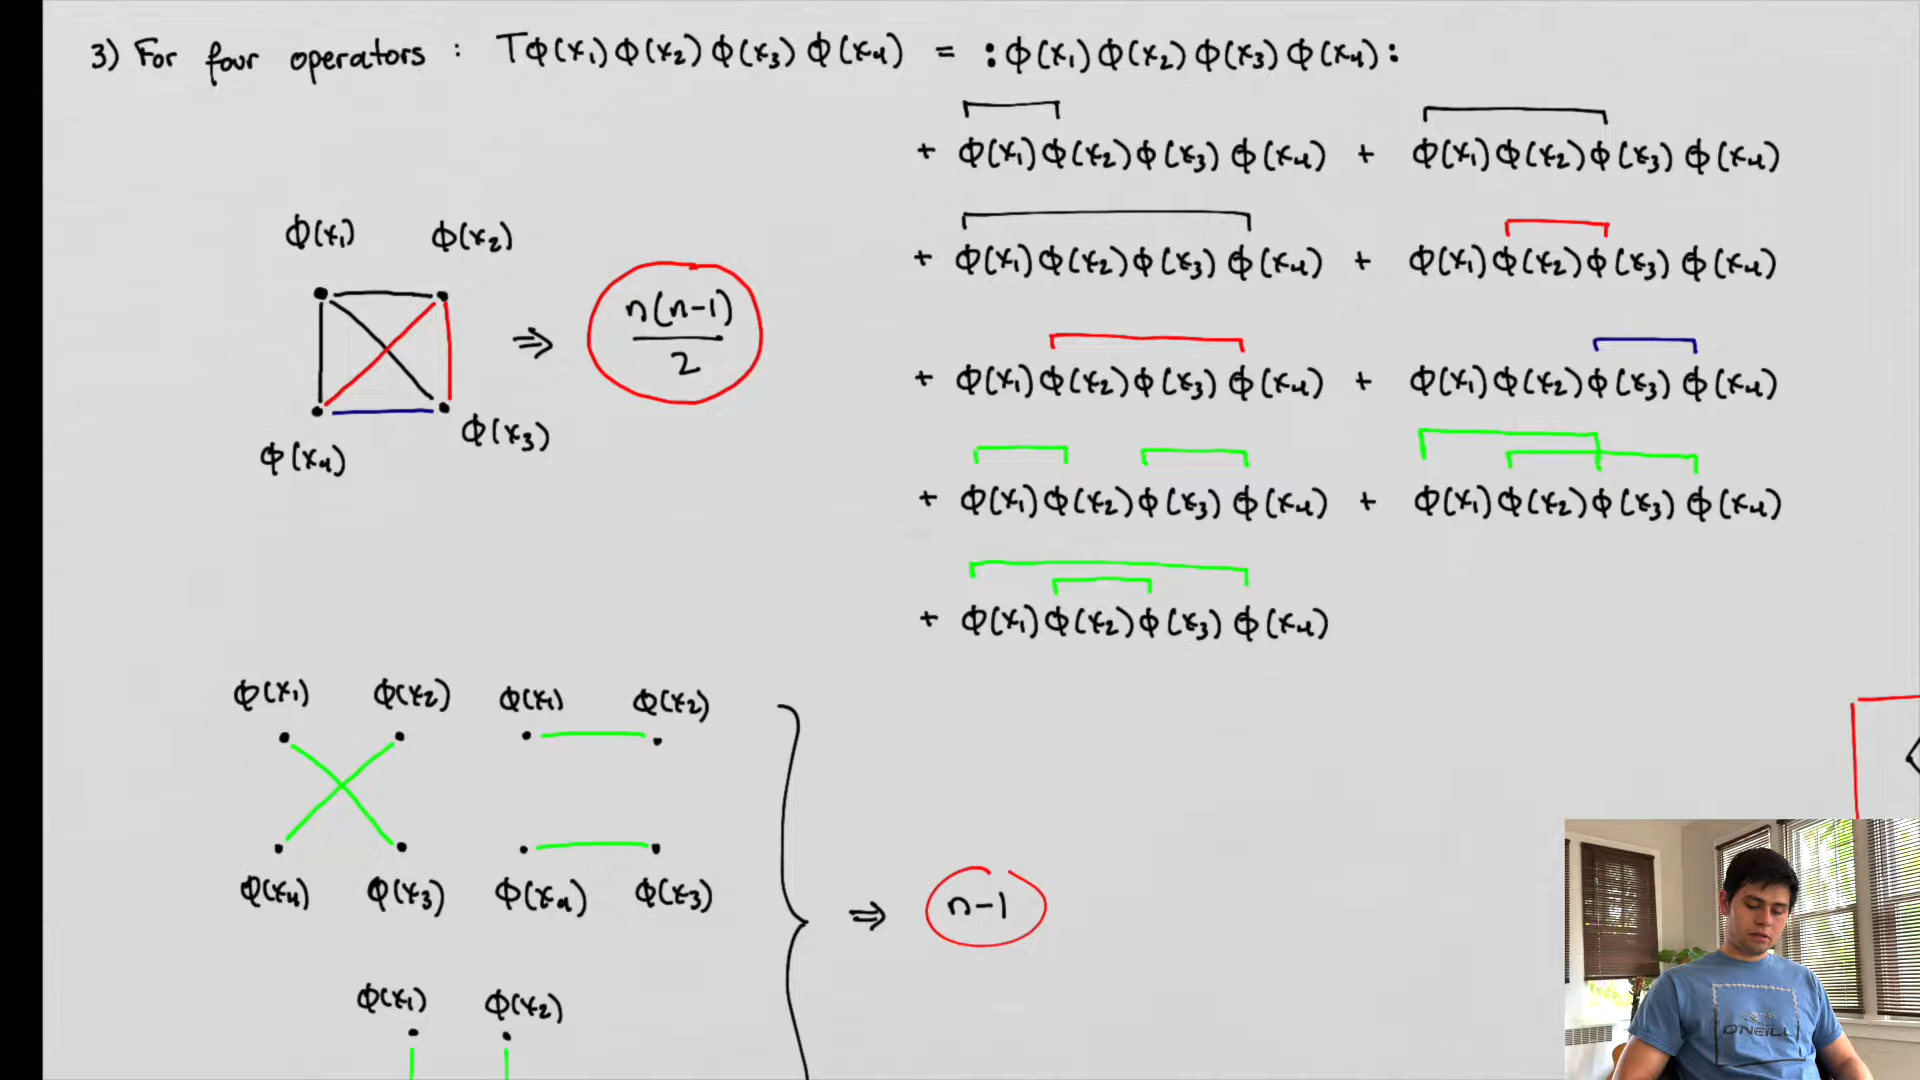 3) For four operators : Tϕ(x₁)ϕ(x₂)ϕ(x₃)ϕ(x₄) = :ϕ(x₁)ϕ(x₂)ϕ(x₃)ϕ(x₄):
+ ϕ(x₁)ϕ(x₂)ϕ(x₃)ϕ(x₄) + ϕ(x₁)ϕ(x₂)ϕ(x₃)ϕ(x₄)
+ ϕ(x₁)ϕ(x₂)ϕ(x₃)ϕ(x₄) + ϕ(x₁)ϕ(x₂)ϕ(x₃)ϕ(x₄)
+ ϕ(x₁)ϕ(x₂)ϕ(x₃)ϕ(x₄) + ϕ(x₁)ϕ(x₂)ϕ(x₃)ϕ(x₄)
+ ϕ(x₁)ϕ(x₂)ϕ(x₃)ϕ(x₄) + ϕ(x₁)ϕ(x₂)ϕ(x₃)ϕ(x₄)
+ ϕ(x₁)ϕ(x₂)ϕ(x₃)ϕ(x₄)
ϕ(x₁) ϕ(x₂)
⇒ n(n-1)/2
ϕ(x₄) ϕ(x₃)
ϕ(x₁) ϕ(x₂) ϕ(x₁) ϕ(x₂)
ϕ(x₄) ϕ(x₃) ϕ(x₄) ϕ(x₃)
⇒ n-1
ϕ(x₁) ϕ(x₂)
O'NEILL